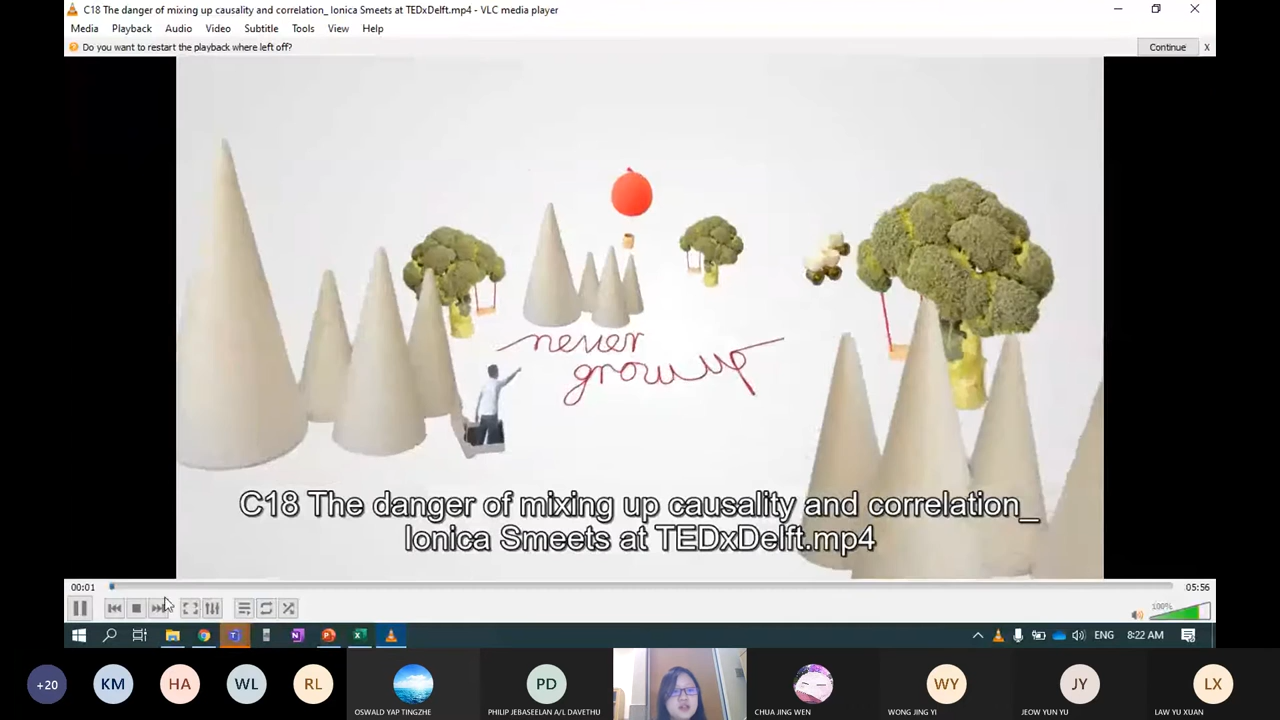 C18 The danger of mixing up causality and correlation_ Ionica Smeets at TEDxDelft.mp4 - VLC media player
Media Playback Audio Video Subtitle Tools View Help
Do you want to restart the playback where left off? Continue X
never
grow up
C18 The danger of mixing up causality and correlation_
Ionica Smeets at TEDxDelft.mp4
00:01 05:56
100%
ENG 8:22 AM
+20 KM HA WL RL PD WY JY LX
OSWALD YAP TINGZHE PHILIP JEBASEELAN A/L DAVETHU CHUA JING WEN WONG JING YI JEOW YUN YU LAW YU XUAN